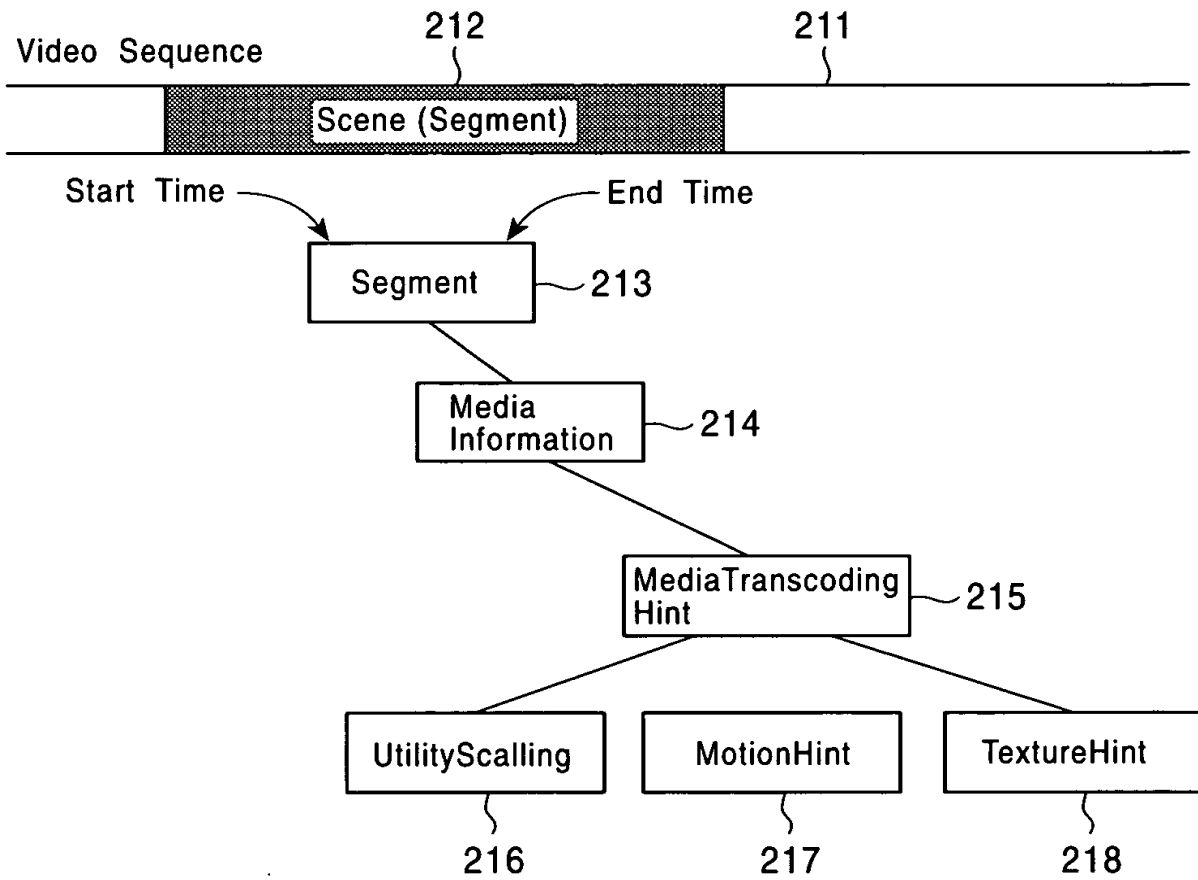 212
211
Video Sequence
Scene (Segment)
Start Time
End Time
Segment
213
Media
Information
214
MediaTranscoding
Hint
215
UtilityScalling
MotionHint
TextureHint
216
217
218